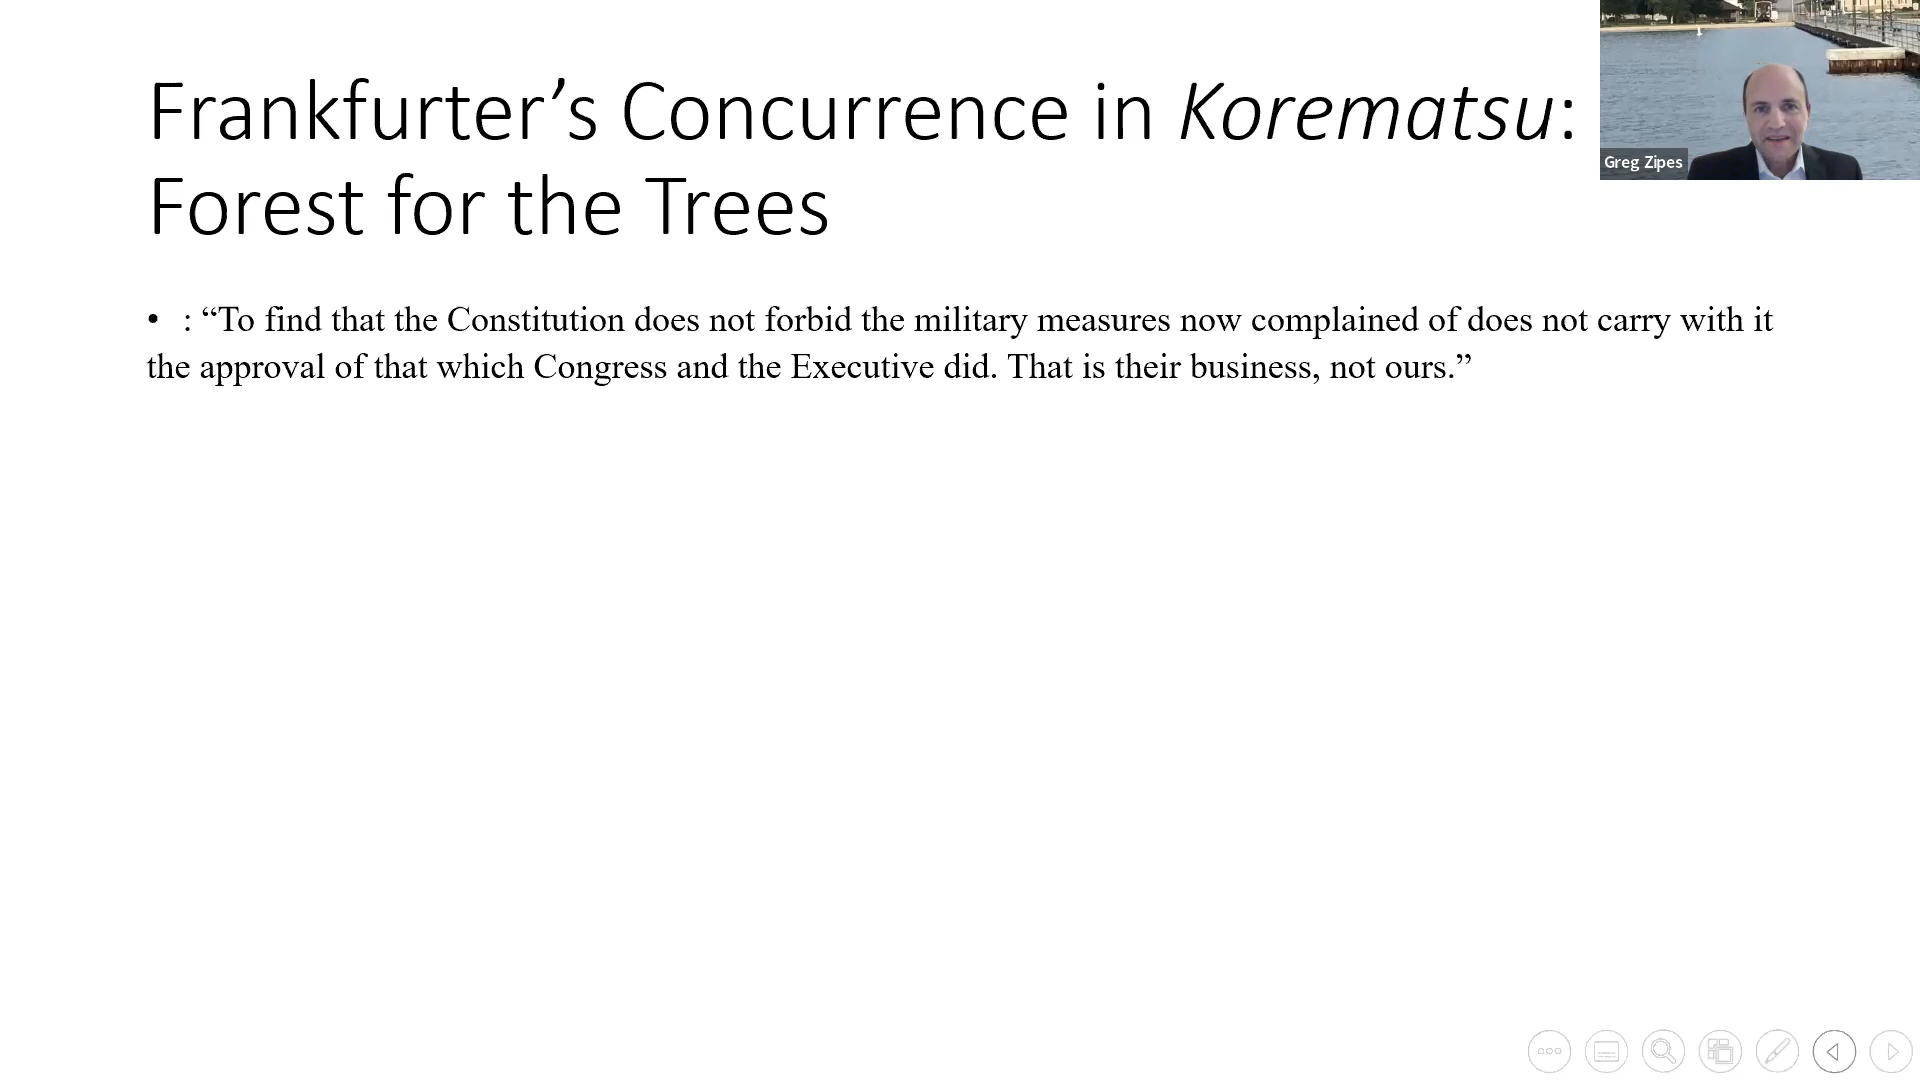 Frankfurter’s Concurrence in Korematsu:
Forest for the Trees
Greg Zipes
• : “To find that the Constitution does not forbid the military measures now complained of does not carry with it
the approval of that which Congress and the Executive did. That is their business, not ours.”